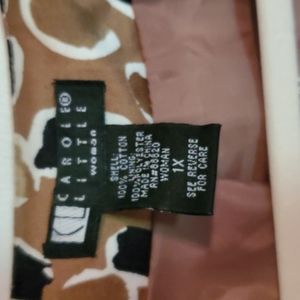 CAROLE
LITTLE®
woman
SHELL:
100% COTTON
LINING:
100% POLYESTER
MADE IN CHINA
WOMAN
1X
SEE REVERSE
FOR CARE